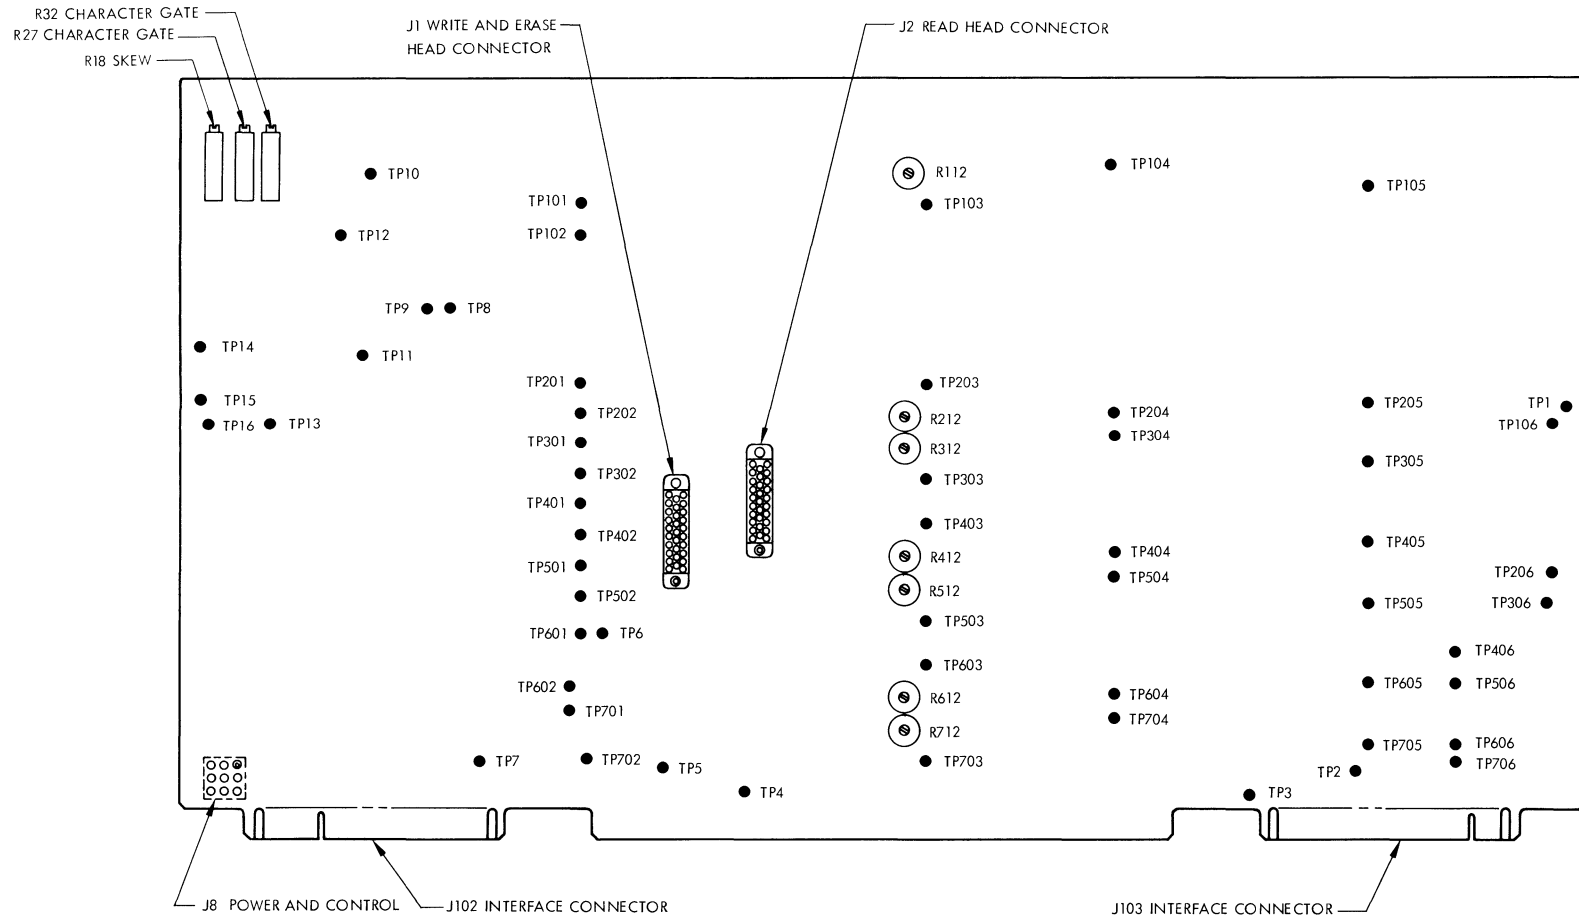 R32 CHARACTER GATE
R27 CHARACTER GATE
R18 SKEW
J1 WRITE AND ERASE
HEAD CONNECTOR
J2 READ HEAD CONNECTOR
TP10
TP101
R112
TP103
TP104
TP105
TP12
TP102
TP9
TP8
TP14
TP11
TP15
TP16
TP13
TP201
TP202
TP301
TP302
TP401
TP402
TP501
TP502
TP601
TP6
TP602
TP701
TP7
TP702
TP5
TP4
TP203
R212
R312
TP303
TP403
R412
R512
TP503
TP603
R612
R712
TP703
TP204
TP304
TP404
TP504
TP604
TP704
TP205
TP305
TP405
TP505
TP605
TP705
TP2
TP3
TP1
TP106
TP206
TP306
TP406
TP506
TP606
TP706
J8 POWER AND CONTROL
J102 INTERFACE CONNECTOR
J103 INTERFACE CONNECTOR